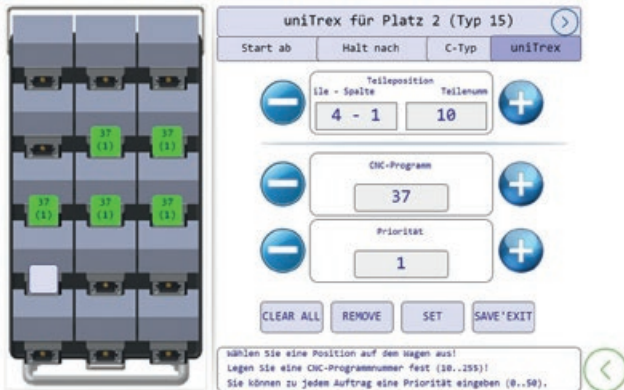 uniTrex für Platz 2 (Typ 15)
Start ab Halt nach C-Typ uniTrex
Teileposition
ile - Spalte Teilenumm
4 - 1 10
CNC-Programm
37
Priorität
1
CLEAR ALL REMOVE SET SAVE'EXIT
Wählen Sie eine Position auf dem Wagen aus!
Legen Sie eine CNC-Programmnummer fest (10..255)!
Sie können zu jedem Auftrag eine Priorität eingeben (0..50).
37 37
(1) (1)
37 37 37
(1) (1) (1)